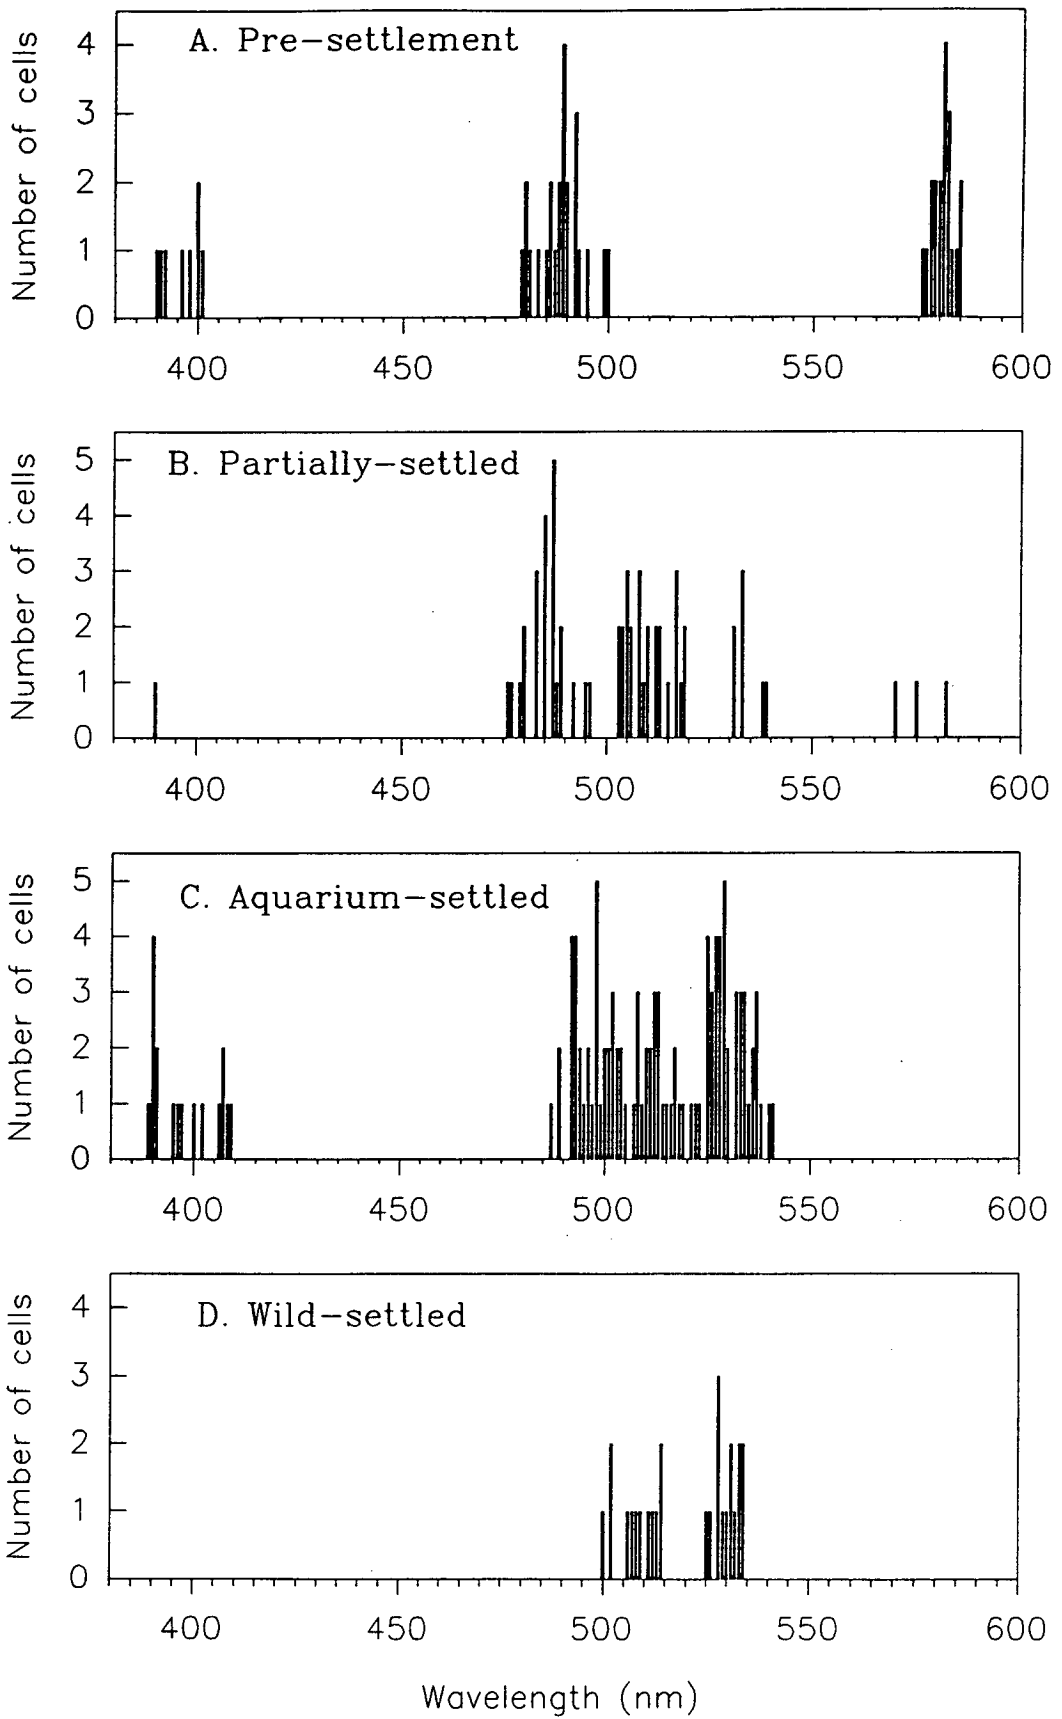 A. Pre-settlement
Number of cells
4
3
2
1
0
400 450 500 550 600
B. Partially-settled
Number of cells
5
4
3
2
1
0
400 450 500 550 600
C. Aquarium-settled
Number of cells
5
4
3
2
1
0
400 450 500 550 600
D. Wild-settled
Number of cells
4
3
2
1
0
400 450 500 550 600
Wavelength (nm)